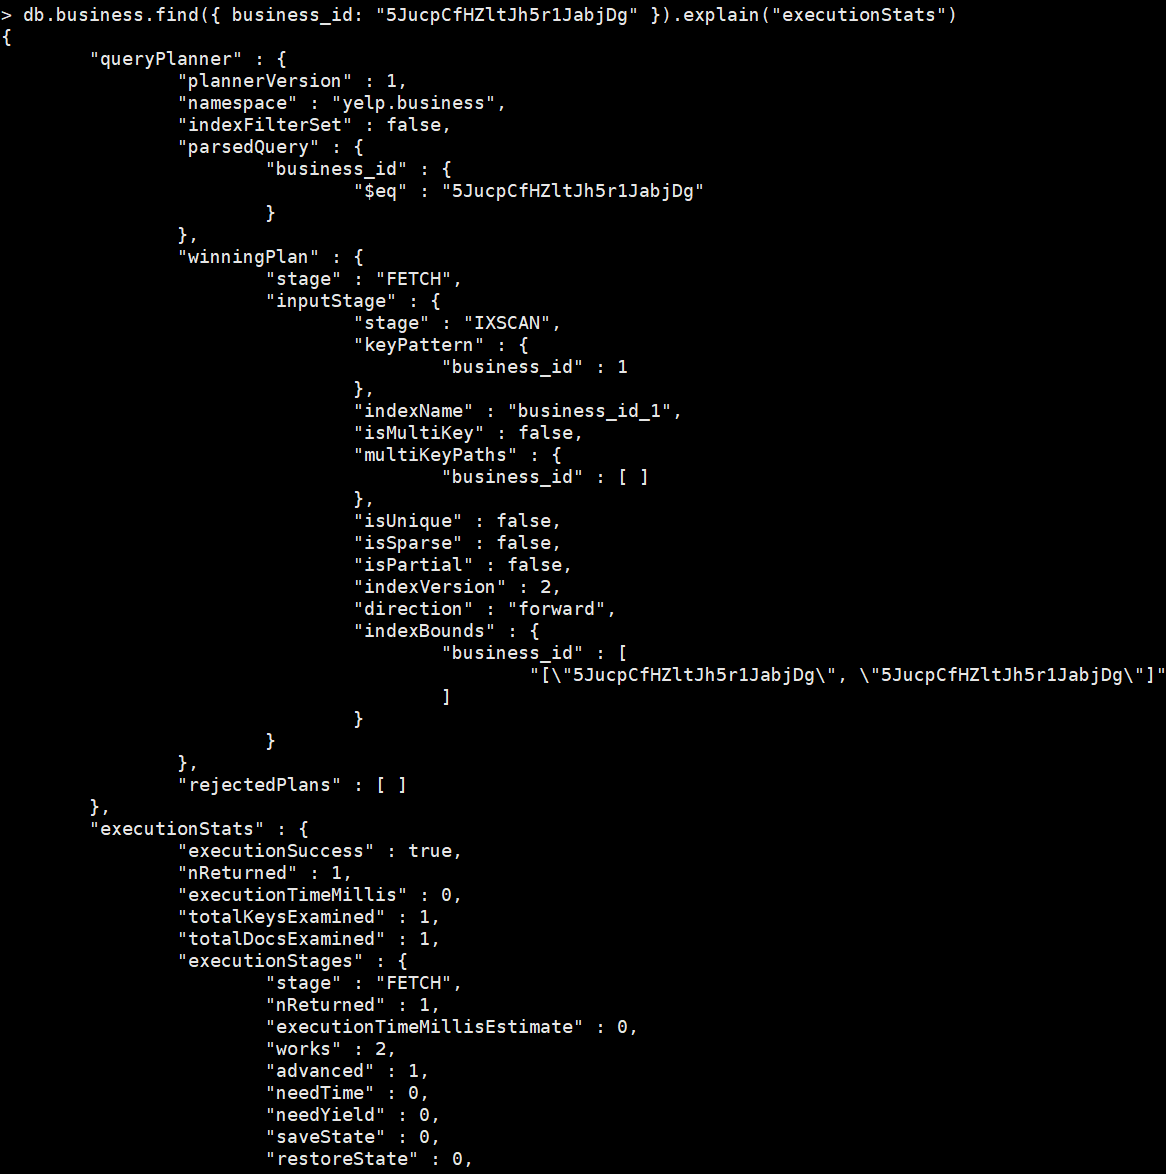 > db.business.find({ business_id: "5JucpCfHZltJh5r1JabjDg" }).explain("executionStats")
{
        "queryPlanner" : {
                "plannerVersion" : 1,
                "namespace" : "yelp.business",
                "indexFilterSet" : false,
                "parsedQuery" : {
                        "business_id" : {
                                "$eq" : "5JucpCfHZltJh5r1JabjDg"
                        }
                },
                "winningPlan" : {
                        "stage" : "FETCH",
                        "inputStage" : {
                                "stage" : "IXSCAN",
                                "keyPattern" : {
                                        "business_id" : 1
                                },
                                "indexName" : "business_id_1",
                                "isMultiKey" : false,
                                "multiKeyPaths" : {
                                        "business_id" : [ ]
                                },
                                "isUnique" : false,
                                "isSparse" : false,
                                "isPartial" : false,
                                "indexVersion" : 2,
                                "direction" : "forward",
                                "indexBounds" : {
                                        "business_id" : [
                                                "[\"5JucpCfHZltJh5r1JabjDg\", \"5JucpCfHZltJh5r1JabjDg\"]"
                                        ]
                                }
                        }
                },
                "rejectedPlans" : [ ]
        },
        "executionStats" : {
                "executionSuccess" : true,
                "nReturned" : 1,
                "executionTimeMillis" : 0,
                "totalKeysExamined" : 1,
                "totalDocsExamined" : 1,
                "executionStages" : {
                        "stage" : "FETCH",
                        "nReturned" : 1,
                        "executionTimeMillisEstimate" : 0,
                        "works" : 2,
                        "advanced" : 1,
                        "needTime" : 0,
                        "needYield" : 0,
                        "saveState" : 0,
                        "restoreState" : 0,